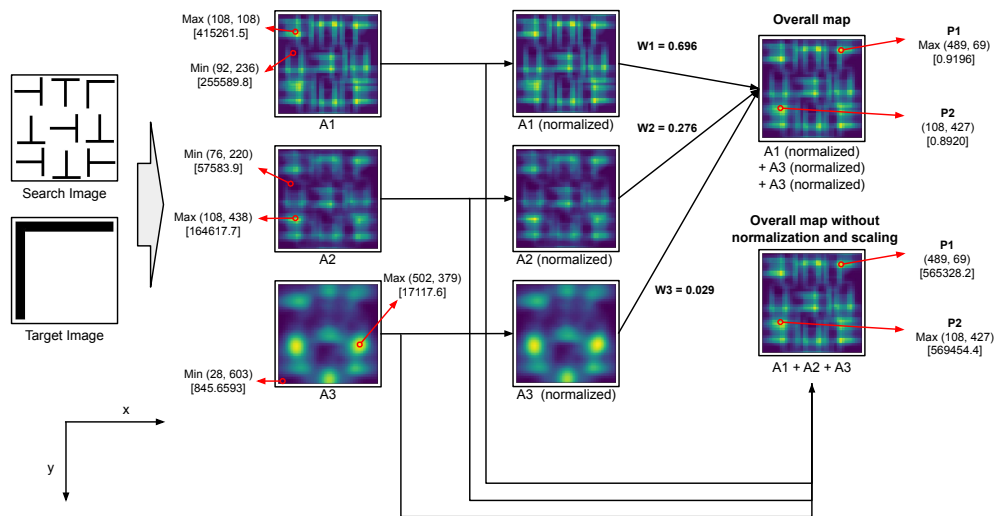 Max (108, 108)
[415261.5]
Min (92, 236)
[255589.8]
A1
A1 (normalized)
W1 = 0.696
Overall map
P1
Max (489, 69)
[0.9196]
P2
(108, 427)
[0.8920]
A1 (normalized)
+ A3 (normalized)
+ A3 (normalized)
Search Image
Target Image
Min (76, 220)
[57583.9]
Max (108, 438)
[164617.7]
A2
A2 (normalized)
W2 = 0.276
Overall map without
normalization and scaling
P1
(489, 69)
[565328.2]
P2
Max (108, 427)
[569454.4]
A1 + A2 + A3
Max (502, 379)
[17117.6]
Min (28, 603)
[845.6593]
A3
A3 (normalized)
W3 = 0.029
x
y